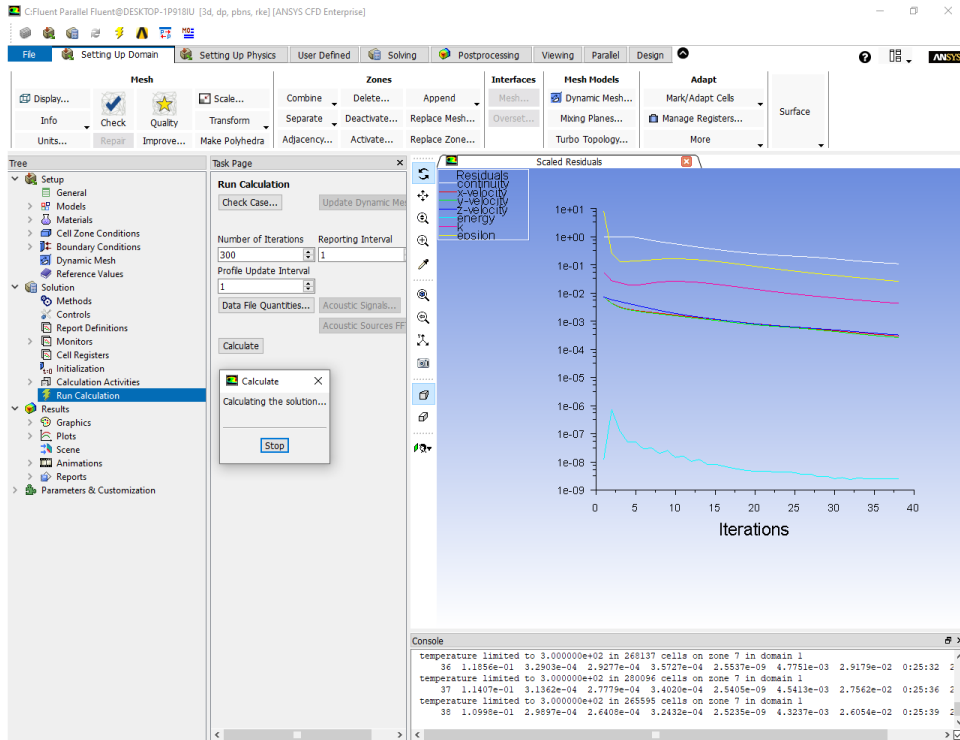 C:Fluent Parallel Fluent@DESKTOP-1P918IU [3d, dp, pbns, rke] [ANSYS CFD Enterprise]
File Setting Up Domain Setting Up Physics User Defined Solving Postprocessing Viewing Parallel Design ANSYS
Mesh Zones Interfaces Mesh Models Adapt
Display... Scale... Combine Delete... Append Mesh... Dynamic Mesh... Mark/Adapt Cells
Info Check Quality Transform Separate Deactivate... Replace Mesh... Overset... Mixing Planes... Manage Registers... Surface
Units... Repair Improve... Make Polyhedra Adjacency... Activate... Replace Zone... Turbo Topology... More
Tree
Setup
General
Models
Materials
Cell Zone Conditions
Boundary Conditions
Dynamic Mesh
Reference Values
Solution
Methods
Controls
Report Definitions
Monitors
Cell Registers
Initialization
Calculation Activities
Run Calculation
Results
Graphics
Plots
Scene
Animations
Reports
Parameters & Customization
Task Page
Run Calculation
Check Case... Update Dynamic Mes
Number of Iterations Reporting Interval
300 1
Profile Update Interval
1
Data File Quantities... Acoustic Signals...
Acoustic Sources FF
Calculate
Calculate
Calculating the solution...
Stop
Scaled Residuals
Residuals
continuity
x-velocity
y-velocity
z-velocity
energy
k
epsilon
1e+01
1e+00
1e-01
1e-02
1e-03
1e-04
1e-05
1e-06
1e-07
1e-08
1e-09
0 5 10 15 20 25 30 35 40
Iterations
Console
temperature limited to 3.000000e+02 in 268137 cells on zone 7 in domain 1
36 1.1856e-01 3.2903e-04 2.9277e-04 3.5727e-04 2.5537e-09 4.7751e-03 2.9179e-02 0:25:32 2
temperature limited to 3.000000e+02 in 280096 cells on zone 7 in domain 1
37 1.1407e-01 3.1362e-04 2.7779e-04 3.4020e-04 2.5405e-09 4.5413e-03 2.7562e-02 0:25:36 2
temperature limited to 3.000000e+02 in 265595 cells on zone 7 in domain 1
38 1.0998e-01 2.9897e-04 2.6408e-04 3.2432e-04 2.5235e-09 4.3237e-03 2.6054e-02 0:25:39 2